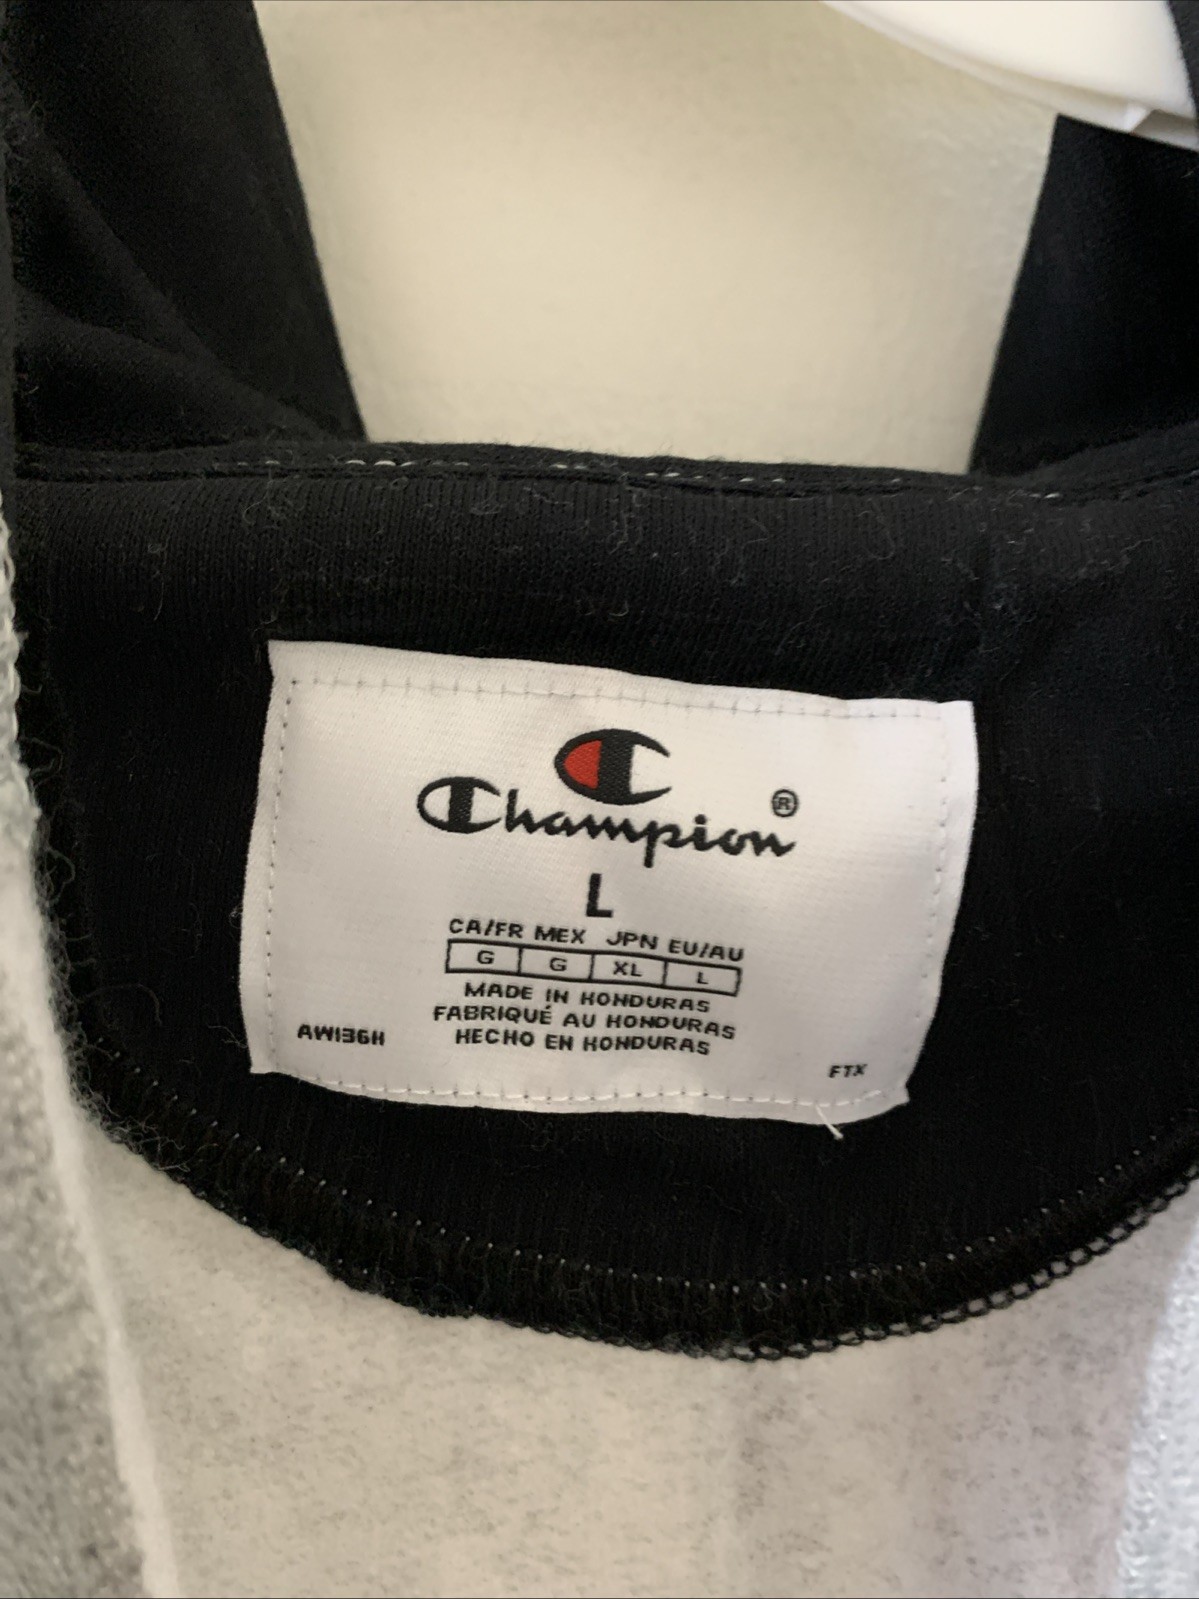 Champion®
L
CA/FR MEX JPN EU/AU
G G XL L
MADE IN HONDURAS
FABRIQUÉ AU HONDURAS
HECHO EN HONDURAS
AW136H
FTX